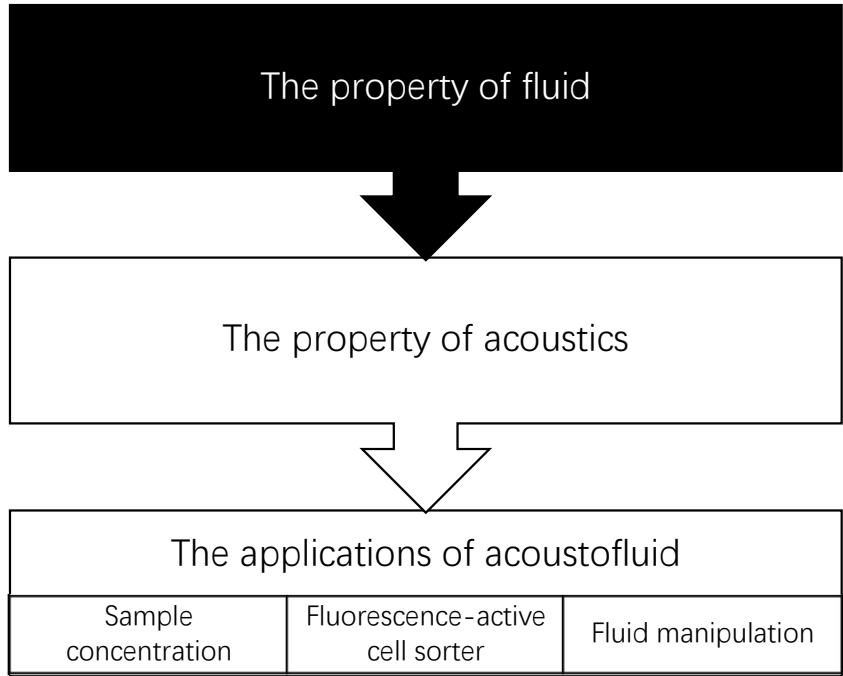 The property of fluid
The property of acoustics
The applications of acoustofluid
Sample
concentration
Fluorescence-active
cell sorter
Fluid manipulation